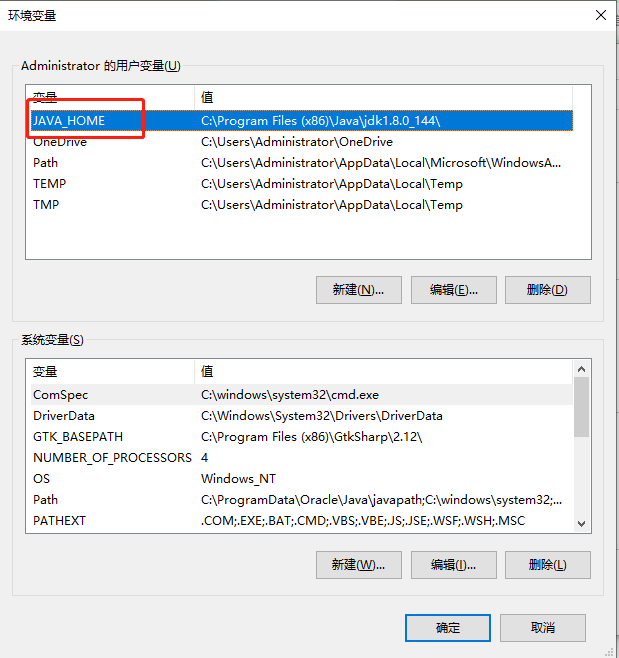 环境变量
Administrator 的用户变量(U)
变量 值
JAVA_HOME C:\Program Files (x86)\Java\jdk1.8.0_144\
OneDrive C:\Users\Administrator\OneDrive
Path C:\Users\Administrator\AppData\Local\Microsoft\WindowsA...
TEMP C:\Users\Administrator\AppData\Local\Temp
TMP C:\Users\Administrator\AppData\Local\Temp
新建(N)... 编辑(E)... 删除(D)
系统变量(S)
变量 值
ComSpec C:\windows\system32\cmd.exe
DriverData C:\Windows\System32\Drivers\DriverData
GTK_BASEPATH C:\Program Files (x86)\GtkSharp\2.12\
NUMBER_OF_PROCESSORS 4
OS Windows_NT
Path C:\ProgramData\Oracle\Java\javapath;C:\windows\system32;...
PATHEXT .COM;.EXE;.BAT;.CMD;.VBS;.VBE;.JS;.JSE;.WSF;.WSH;.MSC
新建(W)... 编辑(I)... 删除(L)
确定 取消